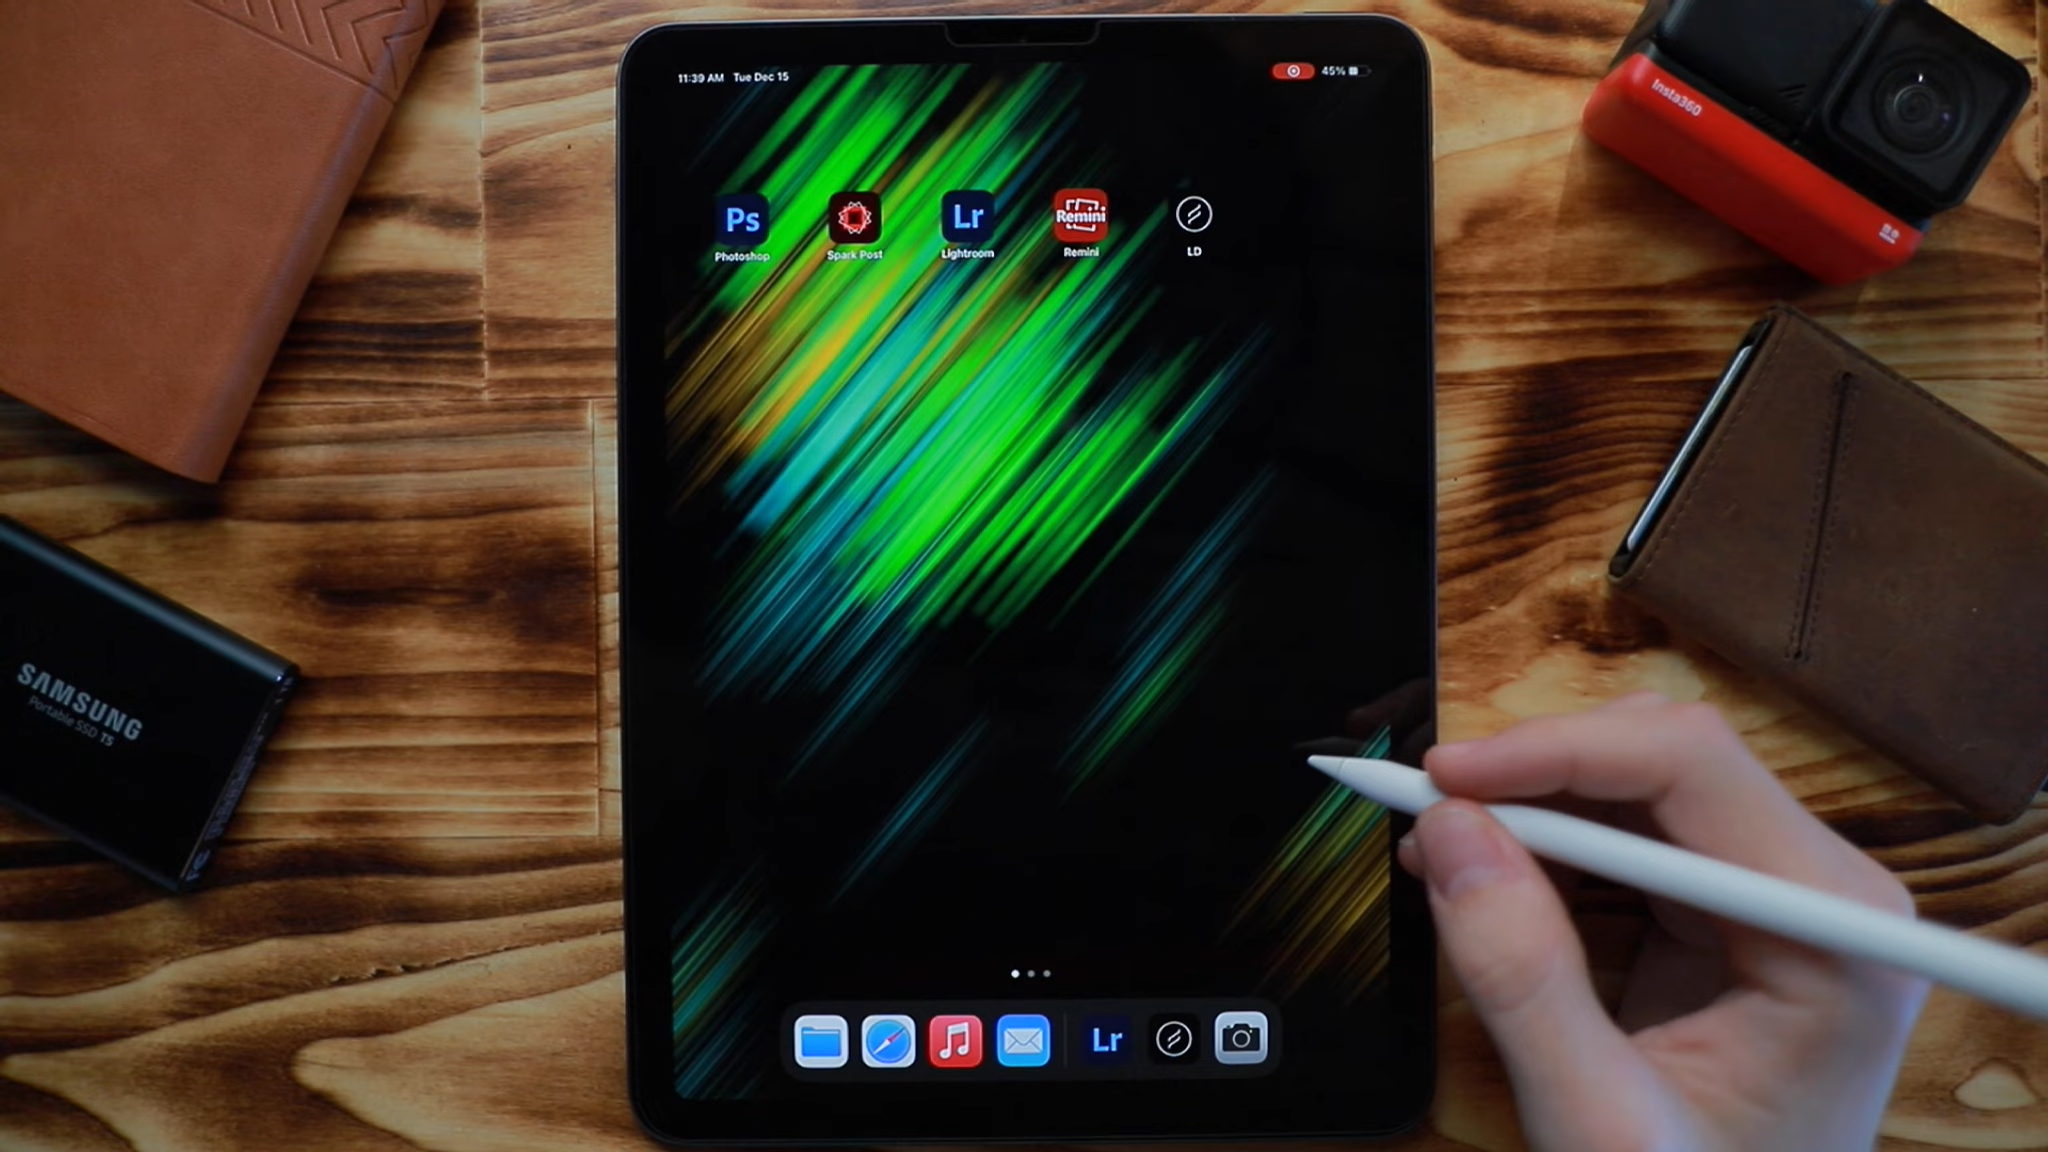 11:39 AM Tue Dec 15
45%
Insta360
Ps
Lr
Remini
Photoshop
Spark Post
Lightroom
Remini
LD
SAMSUNG
Portable SSD T5
Lr